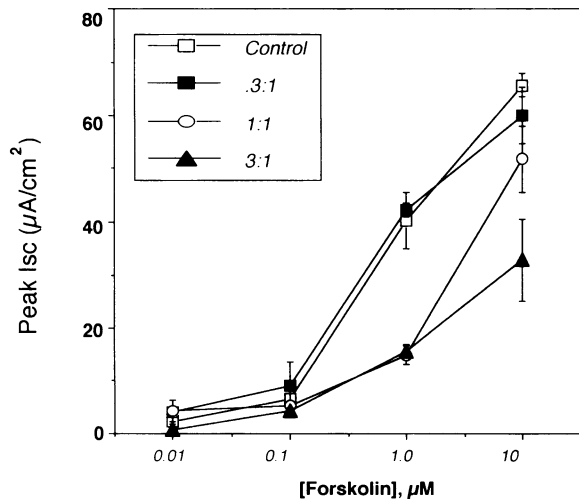 80
60
40
20
0
Peak Isc (µA/cm²)
Control
.3:1
1:1
3:1
0.01 0.1 1.0 10
[Forskolin], µM